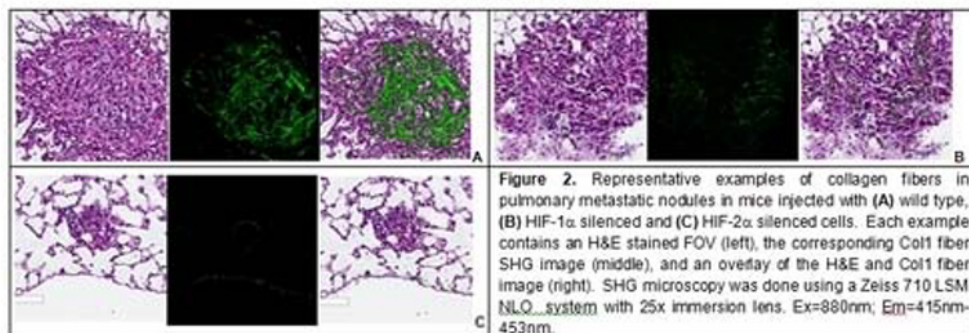 A
B
C
Figure 2. Representative examples of collagen fibers in
pulmonary metastatic nodules in mice injected with (A) wild type,
(B) HIF-1α silenced and (C) HIF-2α silenced cells. Each example
contains an H&E stained FOV (left), the corresponding Col1 fiber
SHG image (middle), and an overlay of the H&E and Col1 fiber
image (right). SHG microscopy was done using a Zeiss 710 LSM
NLO system with 25x immersion lens. Ex=880nm; Em=415nm-
453nm.